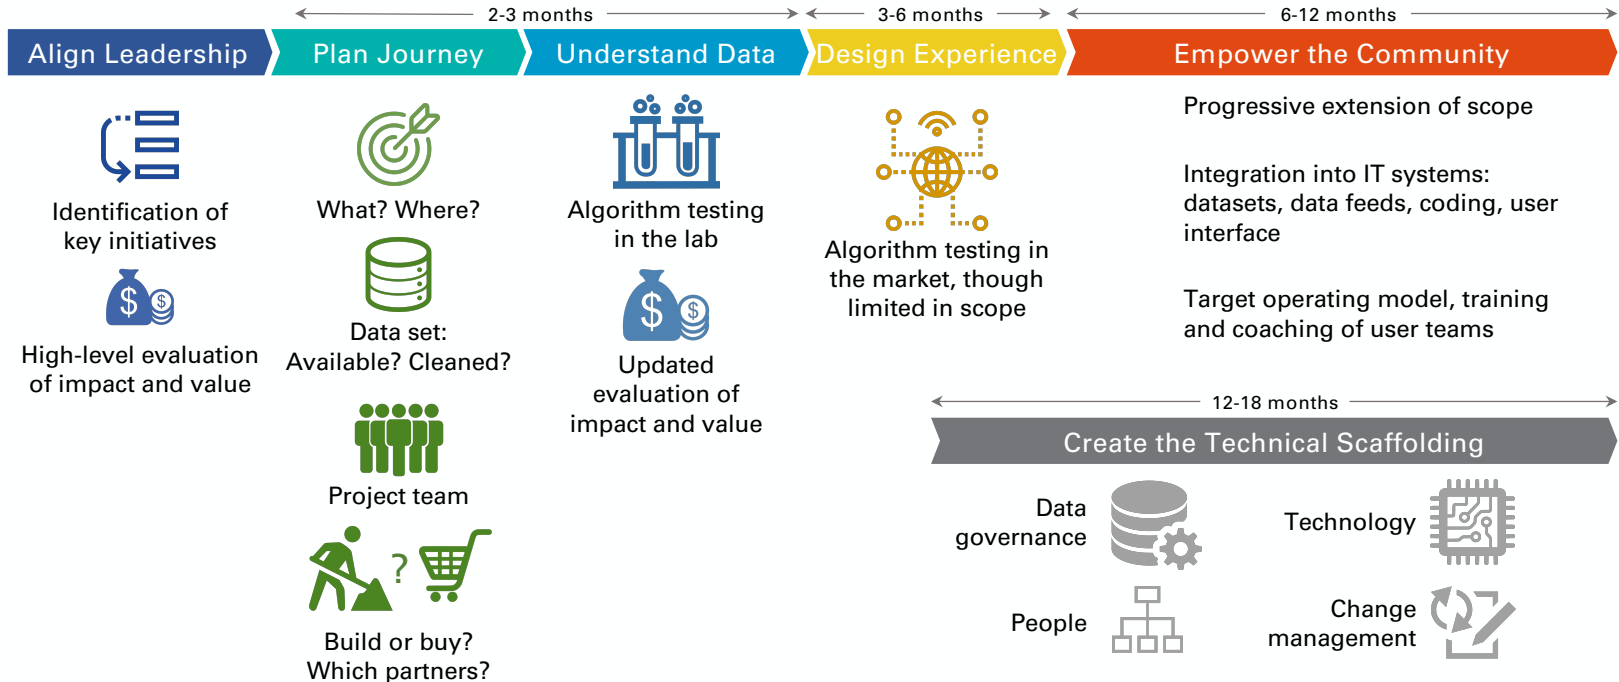 2-3 months
3-6 months
6-12 months
Align Leadership
Plan Journey
Understand Data
Design Experience
Empower the Community
Identification of
key initiatives
$
$
High-level evaluation
of impact and value
What? Where?
Data set:
Available? Cleaned?
Project team
?
Build or buy?
Which partners?
Algorithm testing
in the lab
$
$
Updated
evaluation of
impact and value
Algorithm testing in
the market, though
limited in scope
Progressive extension of scope
Integration into IT systems:
datasets, data feeds, coding, user
interface
Target operating model, training
and coaching of user teams
12-18 months
Create the Technical Scaffolding
Data
governance
Technology
People
Change
management